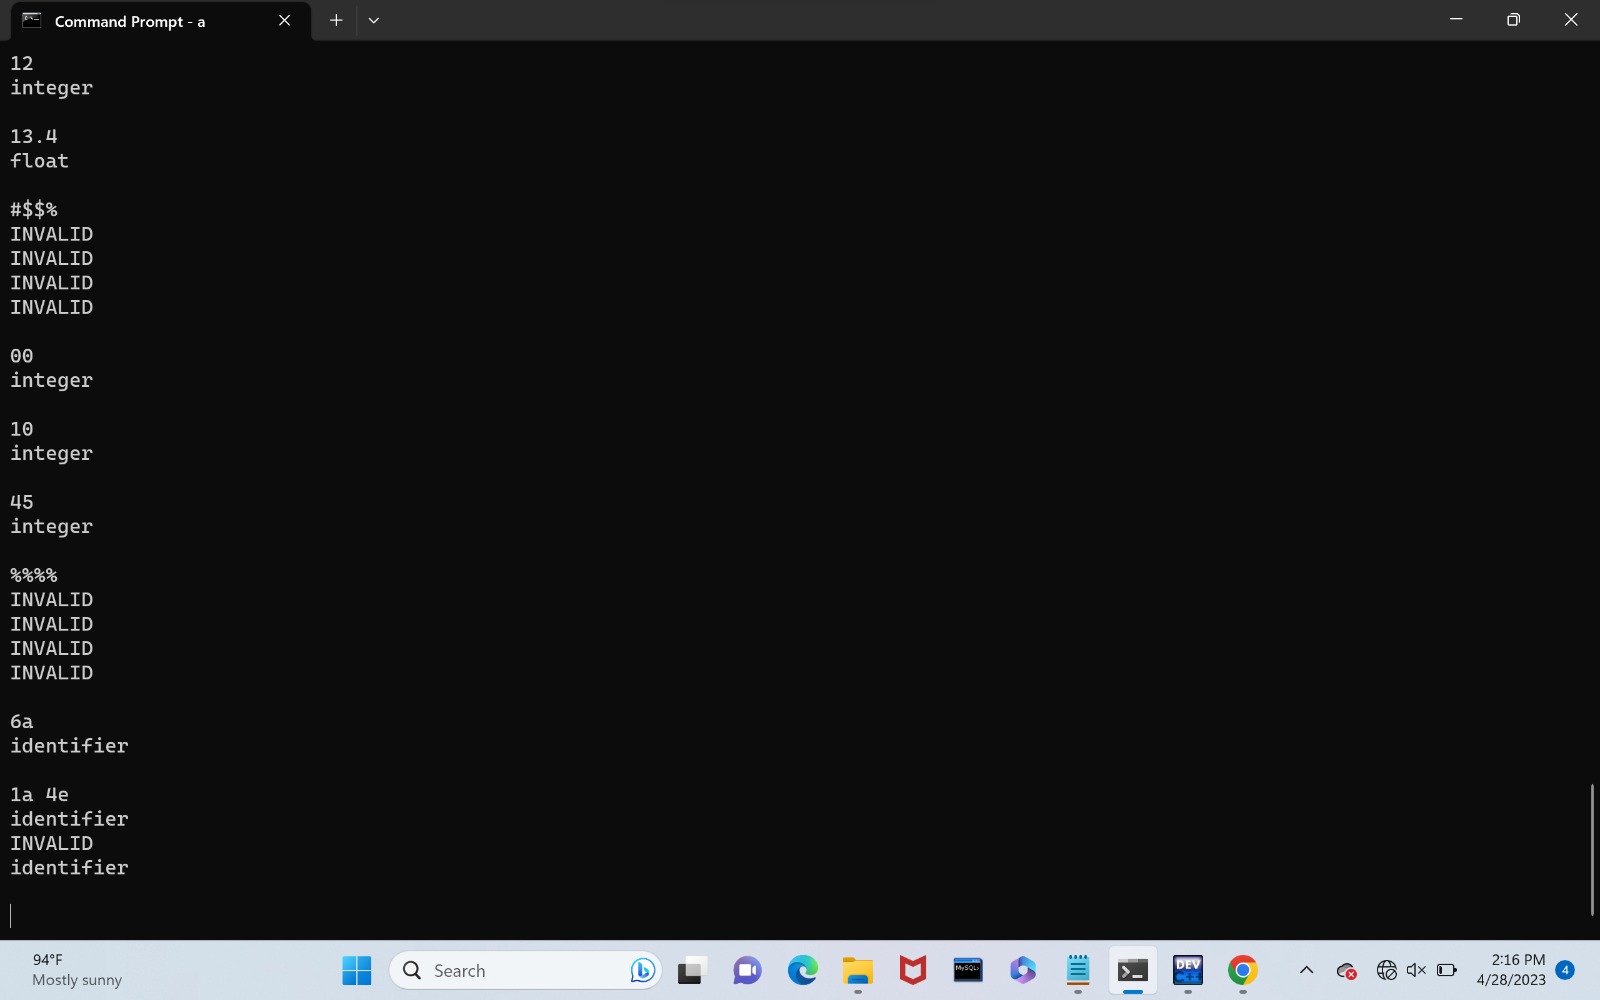 Command Prompt - a
12
integer
13.4
float
#$$%
INVALID
INVALID
INVALID
INVALID
00
integer
10
integer
45
integer
%%%%
INVALID
INVALID
INVALID
INVALID
6a
identifier
1a 4e
identifier
INVALID
identifier
94°F
Mostly sunny
Search
MySQL>
DEV
2:16 PM
4/28/2023
4